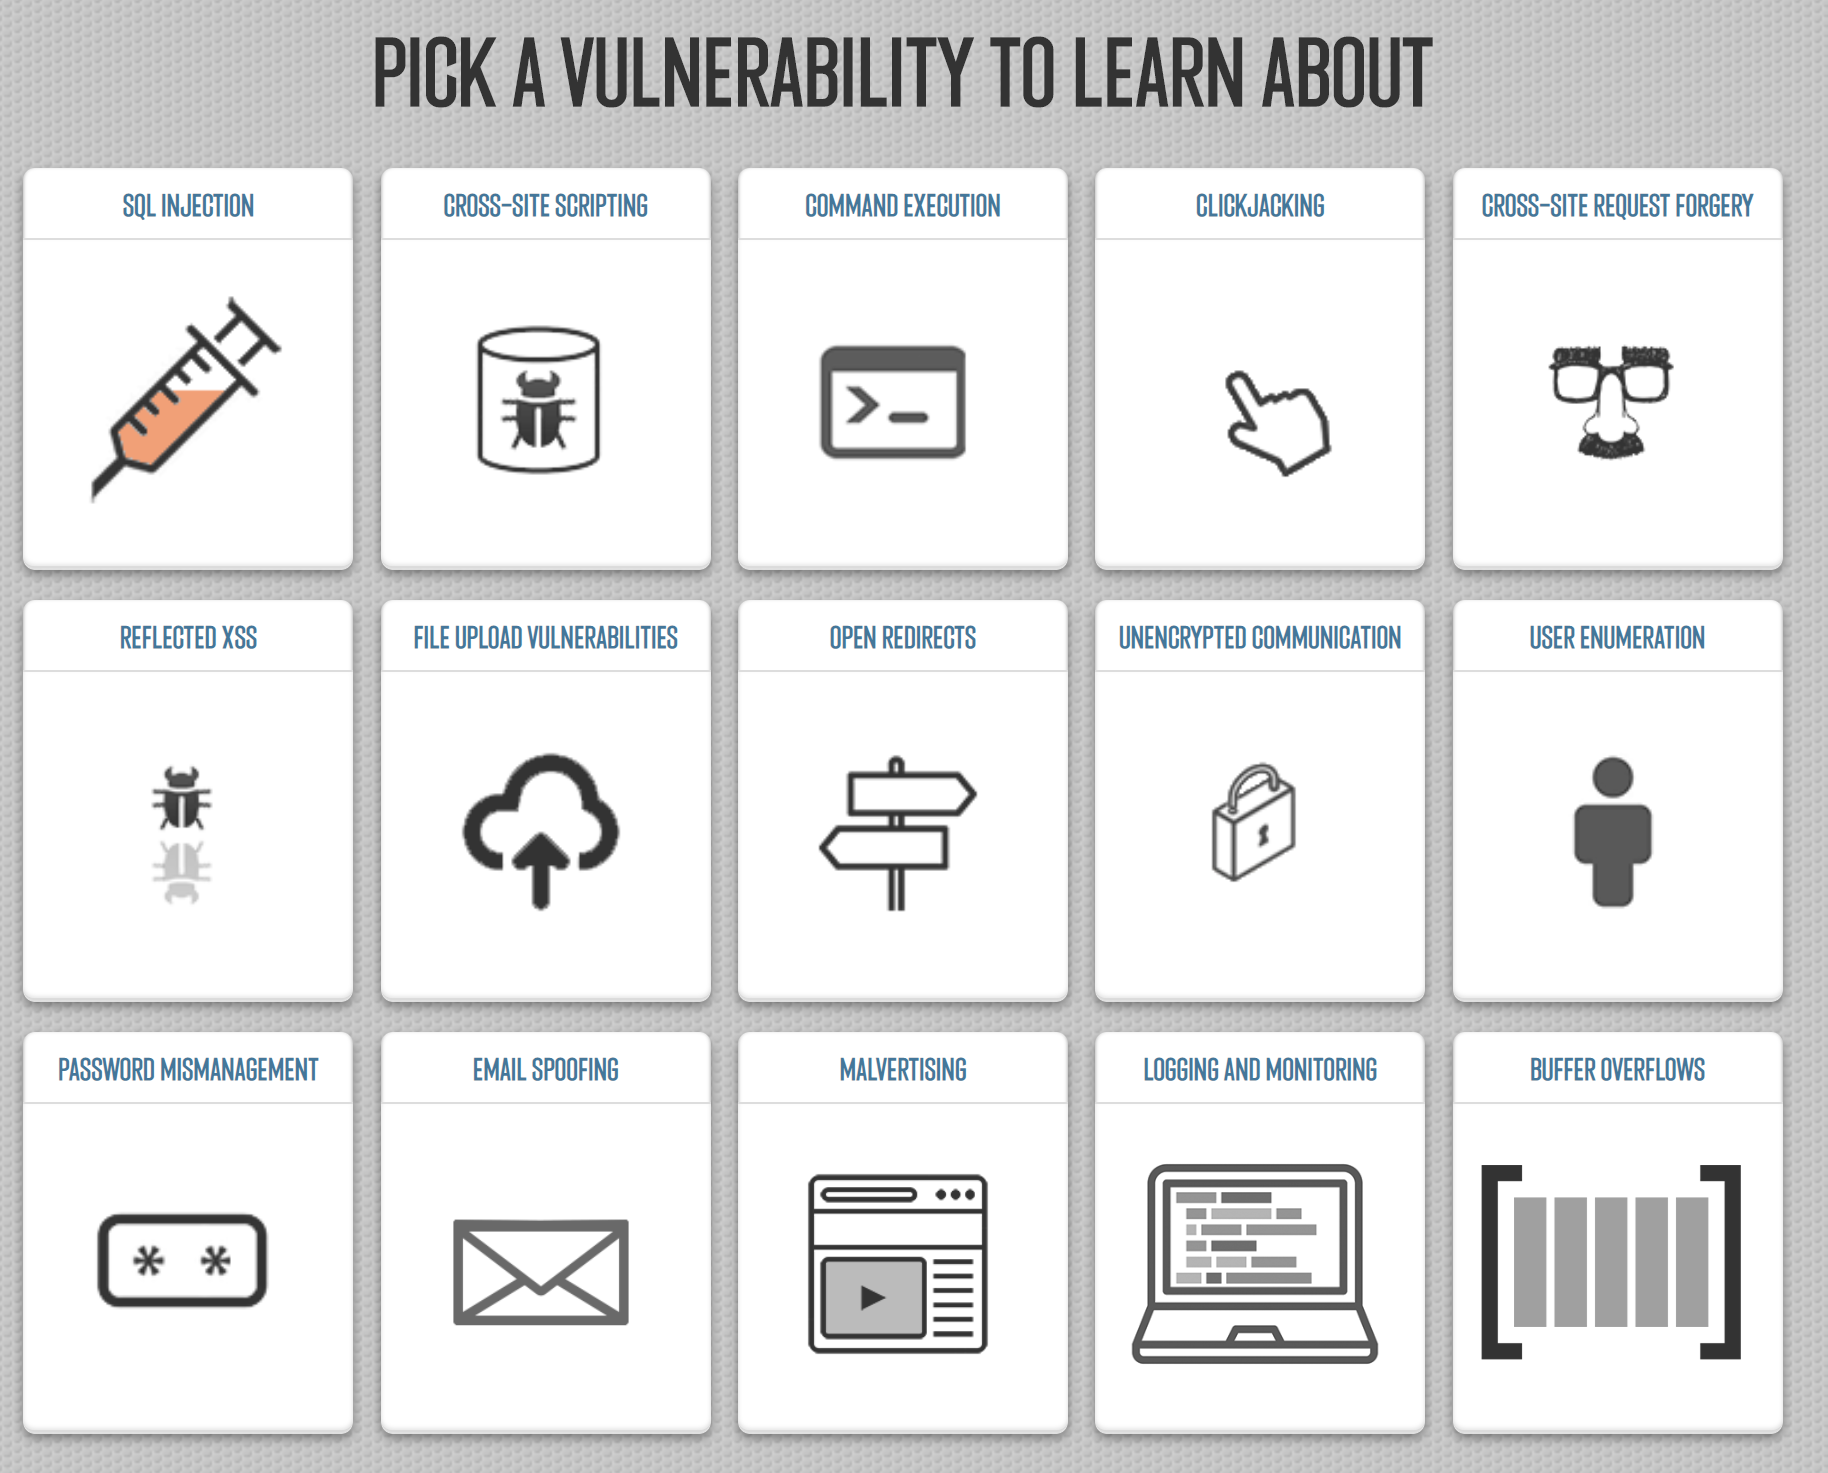 PICK A VULNERABILITY TO LEARN ABOUT
SQL INJECTION
CROSS-SITE SCRIPTING
COMMAND EXECUTION
CLICKJACKING
CROSS-SITE REQUEST FORGERY
REFLECTED XSS
FILE UPLOAD VULNERABILITIES
OPEN REDIRECTS
UNENCRYPTED COMMUNICATION
USER ENUMERATION
PASSWORD MISMANAGEMENT
EMAIL SPOOFING
MALVERTISING
LOGGING AND MONITORING
BUFFER OVERFLOWS